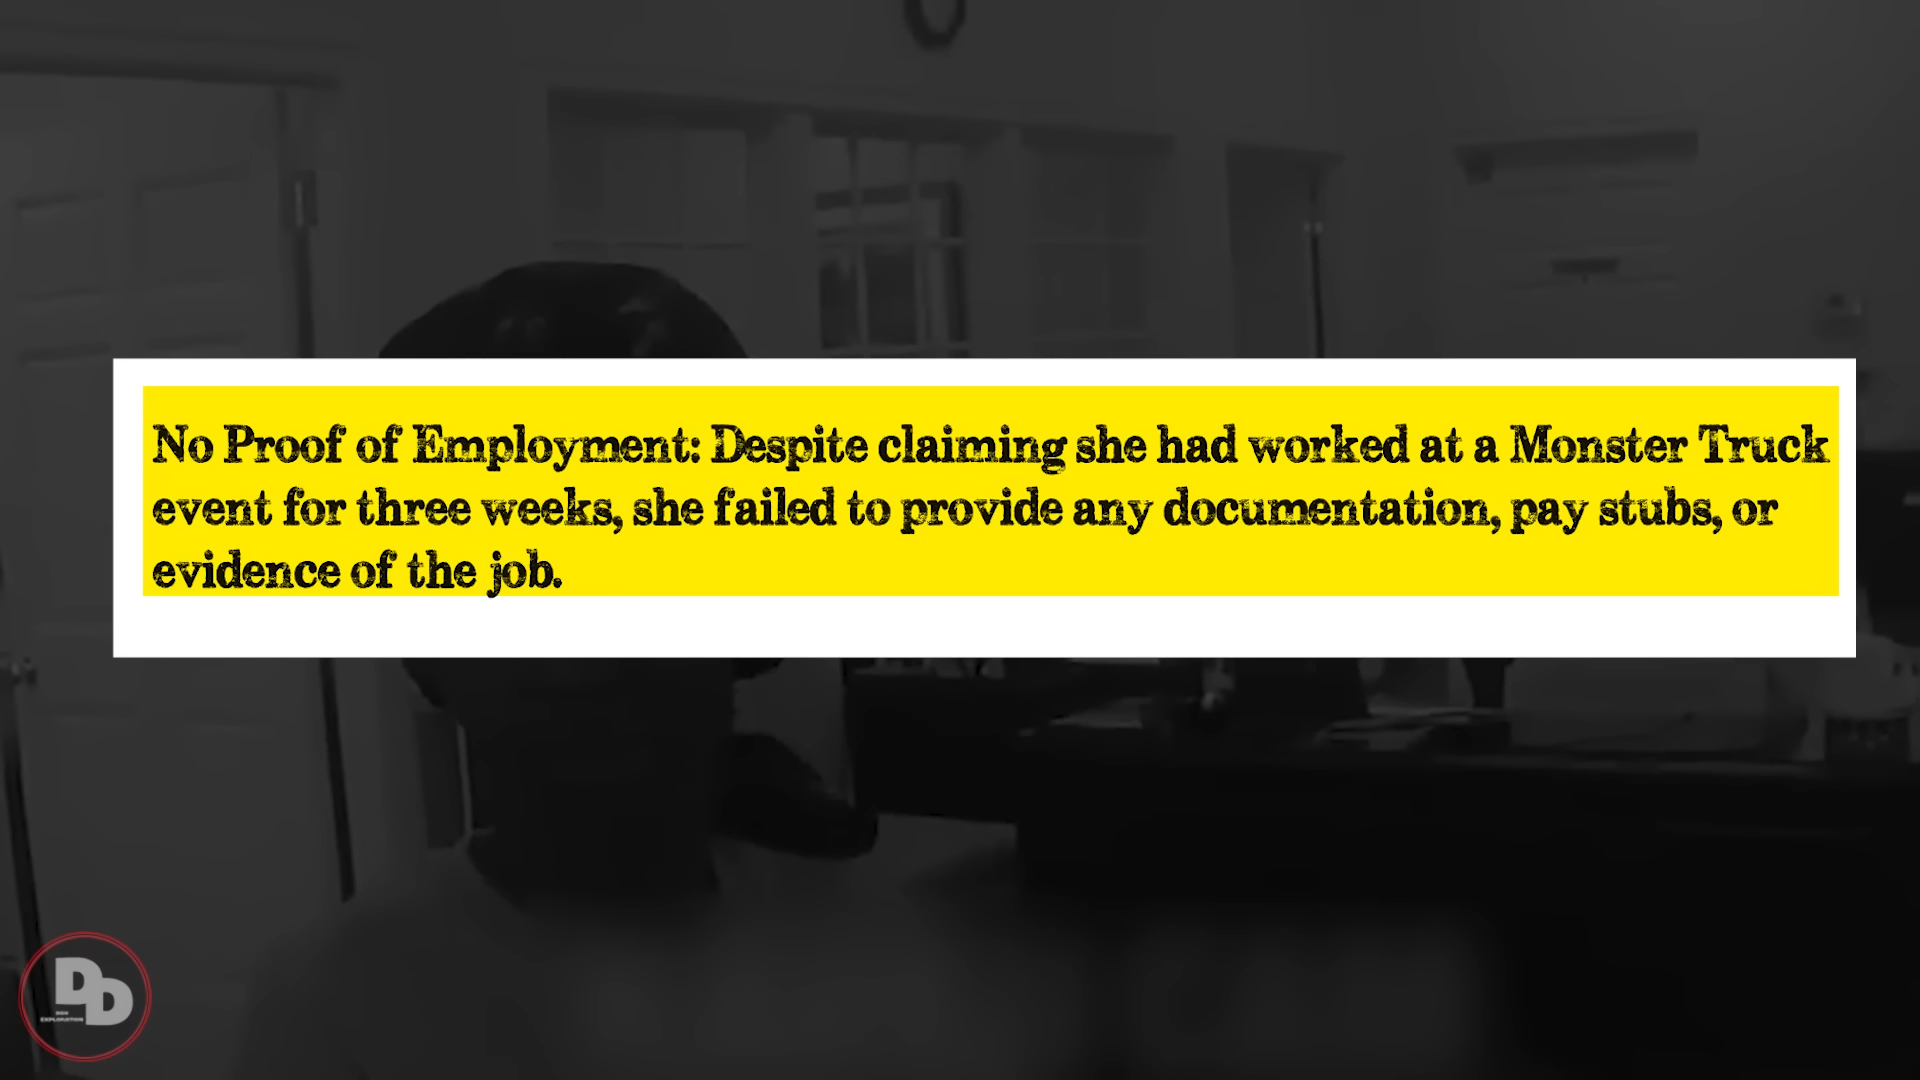 No Proof of Employment: Despite claiming she had worked at a Monster Truck
event for three weeks, she failed to provide any documentation, pay stubs, or
evidence of the job.
DD